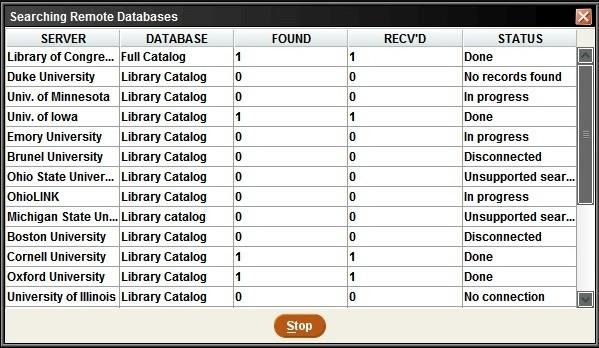 Searching Remote Databases
SERVER DATABASE FOUND RECV'D STATUS
Library of Congre... Full Catalog 1 1 Done
Duke University Library Catalog 0 0 No records found
Univ. of Minnesota Library Catalog 0 0 In progress
Univ. of Iowa Library Catalog 1 1 Done
Emory University Library Catalog 0 0 In progress
Brunel University Library Catalog 0 0 Disconnected
Ohio State Univer... Library Catalog 0 0 Unsupported sear...
OhioLINK Library Catalog 0 0 In progress
Michigan State Un... Library catalog 0 0 Unsupported sear...
Boston University Library Catalog 0 0 Disconnected
Cornell University Library Catalog 1 1 Done
Oxford University Library Catalog 1 1 Done
University of Illinois Library Catalog 0 0 No connection
Stop